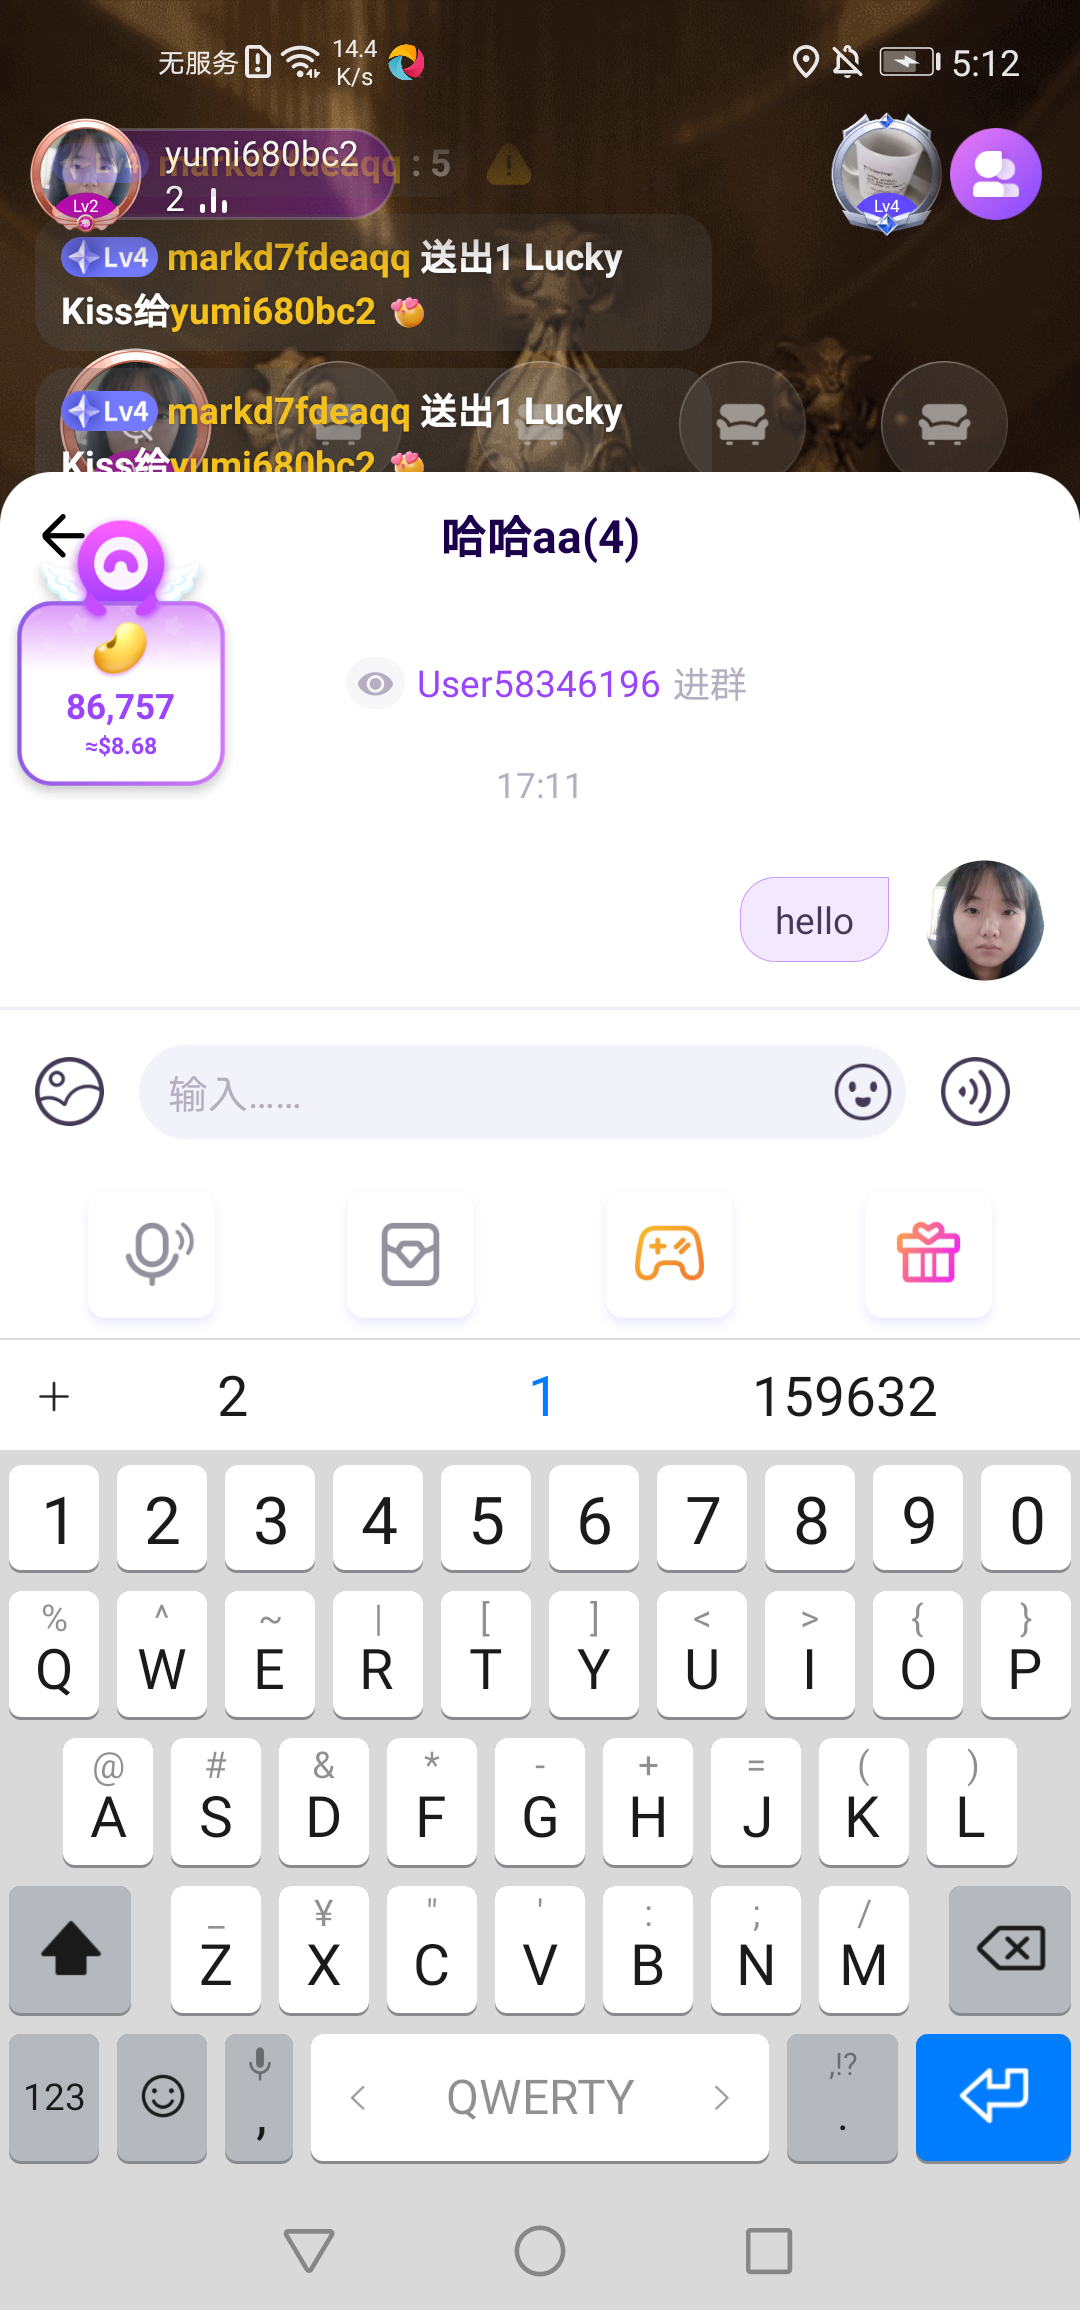 无服务 14.4 K/s 5:12
yumi680bc2
Lv4 markd7fdeaqq : 5
2
Lv2
Lv4
Lv4 markd7fdeaqq 送出1 Lucky
Kiss给yumi680bc2
Lv4 markd7fdeaqq 送出1 Lucky
Kiss给yumi680bc2
哈哈aa(4)
86,757
≈$8.68
User58346196 进群
17:11
hello
输入......
2 1 159632
1 2 3 4 5 6 7 8 9 0
% ^ ~ | [ ] < > { }
Q W E R T Y U I O P
@ # & * - + = ( )
A S D F G H J K L
_ ¥ " ' : ; /
Z X C V B N M
,!?
123 , < QWERTY > .